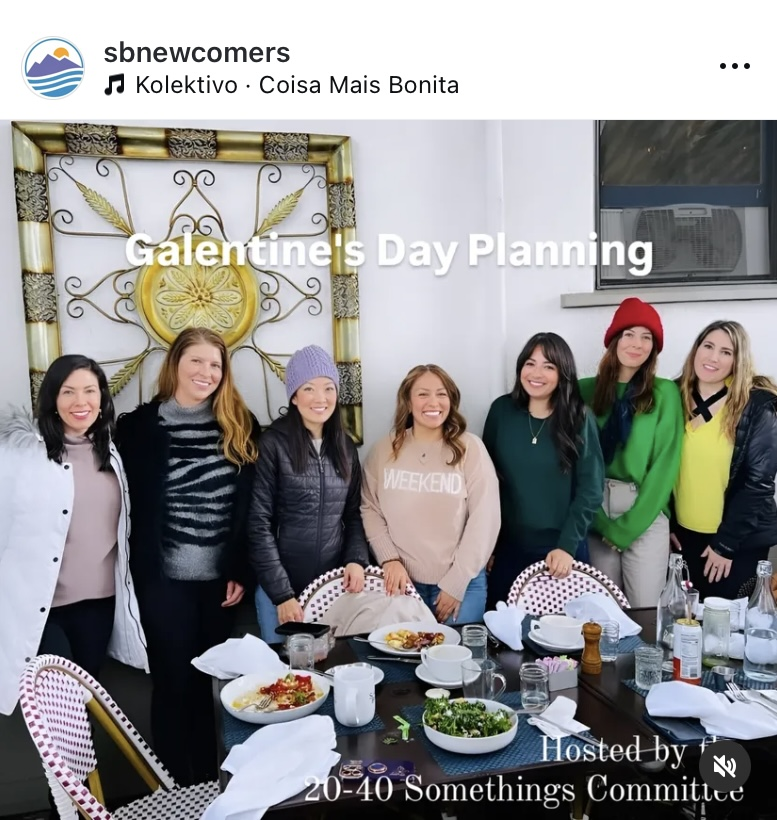 sbnewcomers
Kolektivo · Coisa Mais Bonita
Galentine's Day Planning
WEEKEND
Hosted by
20-40 Somethings Committee